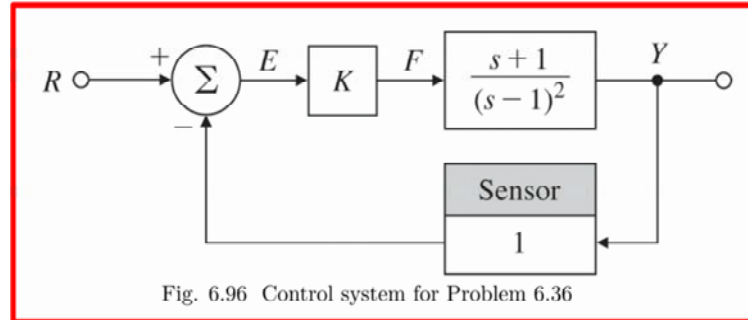 R + Σ E K F s + 1 Y
(s − 1)²
−
Sensor
1
Fig. 6.96 Control system for Problem 6.36